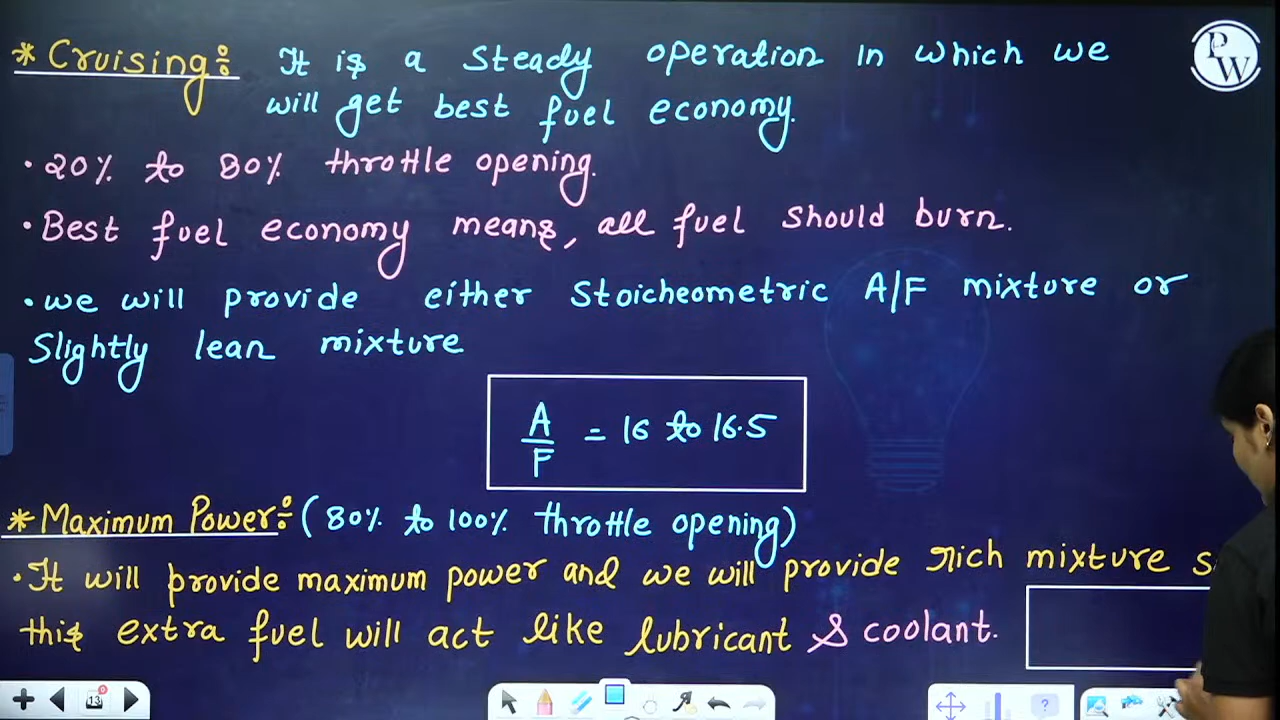 * Cruising:- It is a steady operation in which we
will get best fuel economy.
• 20% to 80% throttle opening.
• Best fuel economy means, all fuel should burn.
• we will provide either Stoicheometric A/F mixture or
Slightly lean mixture
A/F = 16 to 16.5
* Maximum Power:- (80% to 100% throttle opening)
• It will provide maximum power and we will provide rich mixture
this extra fuel will act like lubricant & coolant.
PW
13